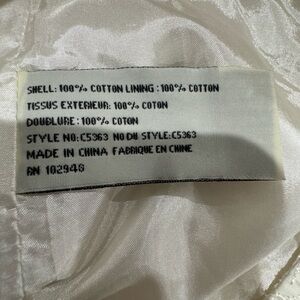 SHELL: 100% COTTON LINING: 100% COTTON
TISSUS EXTERIEUR: 100% COTON
DOUBLURE: 100% COTON
STYLE NO: C5363 NO DU STYLE: C5363
MADE IN CHINA FABRIQUE EN CHINE
RN 102946